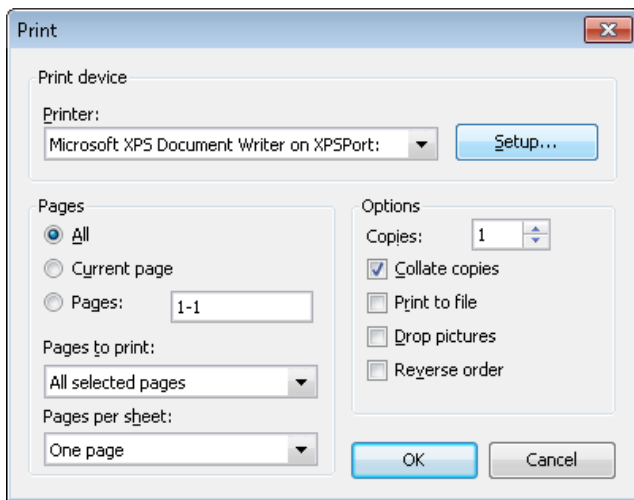 Print
Print device
Printer:
Microsoft XPS Document Writer on XPSPort:
Setup...
Pages
All
Current page
Pages:
1-1
Pages to print:
All selected pages
Pages per sheet:
One page
Options
Copies:
1
Collate copies
Print to file
Drop pictures
Reverse order
OK
Cancel